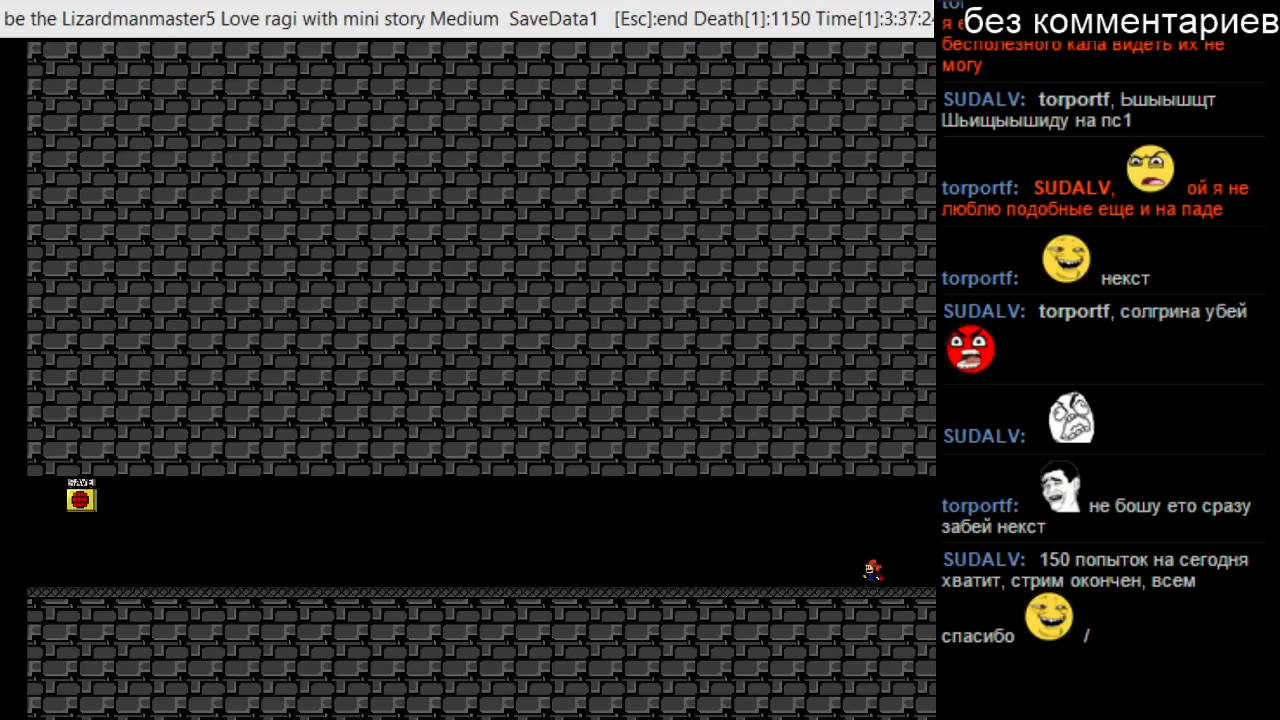 be the Lizardmanmaster5 Love ragi with mini story Medium SaveData1 [Esc]:end Death[1]:1150 Time[1]:3:37:24
без комментариев
бесполезного кала видеть их не
могу
SUDALV: torportf, Ьшыышщт
Шьищыышиду на пс1
torportf: SUDALV, ой я не
люблю подобные еще и на паде
torportf: некст
SUDALV: torportf, солгрина убей
SUDALV:
torportf: не бошу ето сразу
забей некст
SUDALV: 150 попыток на сегодня
хватит, стрим окончен, всем
спасибо /
SAVE!